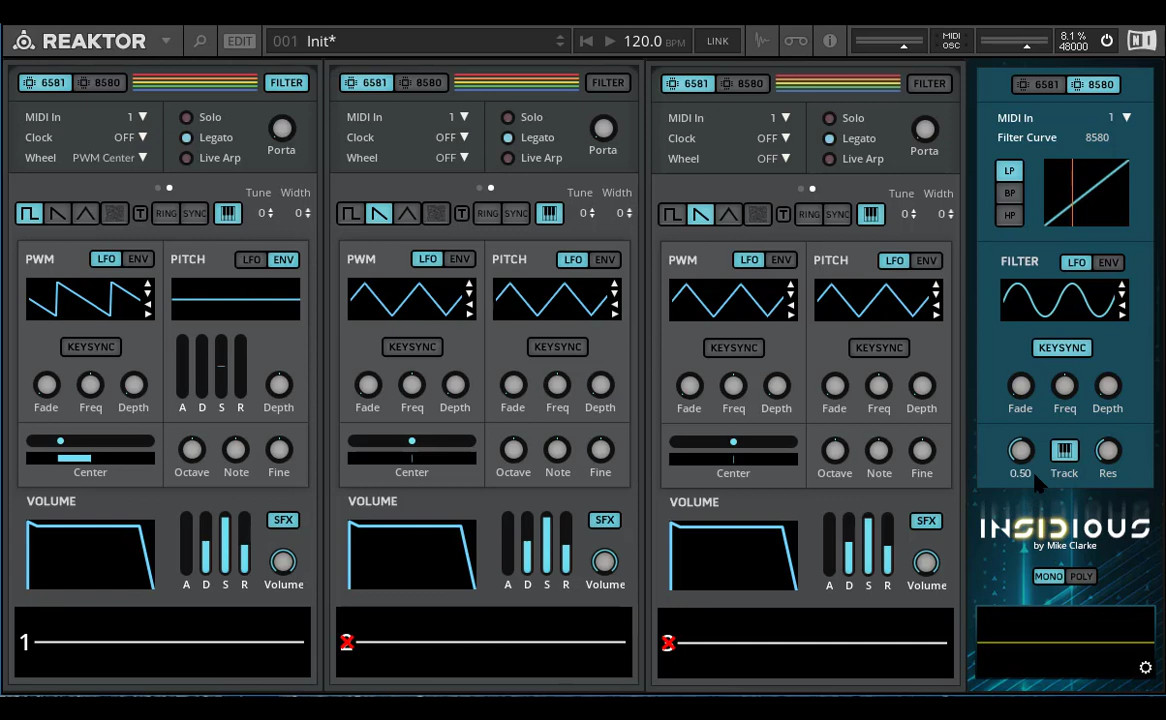 REAKTOR EDIT 001 Init* 120.0 BPM LINK MIDI OSC 8.1 % 48000 NI
6581 8580 FILTER
MIDI In 1
Clock OFF
Wheel PWM Center
Solo
Legato
Live Arp
Porta
Tune Width
T RING SYNC 0 0
PWM LFO ENV
PITCH LFO ENV
KEYSYNC
Fade Freq Depth
A D S R Depth
Center
Octave Note Fine
VOLUME
SFX
A D S R Volume
1
6581 8580 FILTER
MIDI In 1
Clock OFF
Wheel OFF
Solo
Legato
Live Arp
Porta
Tune Width
T RING SYNC 0 0
PWM LFO ENV
PITCH LFO ENV
KEYSYNC
KEYSYNC
Fade Freq Depth
Fade Freq Depth
Center
Octave Note Fine
VOLUME
SFX
A D S R Volume
2
6581 8580 FILTER
MIDI In 1
Clock OFF
Wheel OFF
Solo
Legato
Live Arp
Porta
Tune Width
T RING SYNC 0 0
PWM LFO ENV
PITCH LFO ENV
KEYSYNC
KEYSYNC
Fade Freq Depth
Fade Freq Depth
Center
Octave Note Fine
VOLUME
SFX
A D S R Volume
3
6581 8580
MIDI In 1
Filter Curve 8580
LP
BP
HP
FILTER LFO ENV
KEYSYNC
Fade Freq Depth
0.50 Track Res
INSIDIOUS
by Mike Clarke
MONO POLY